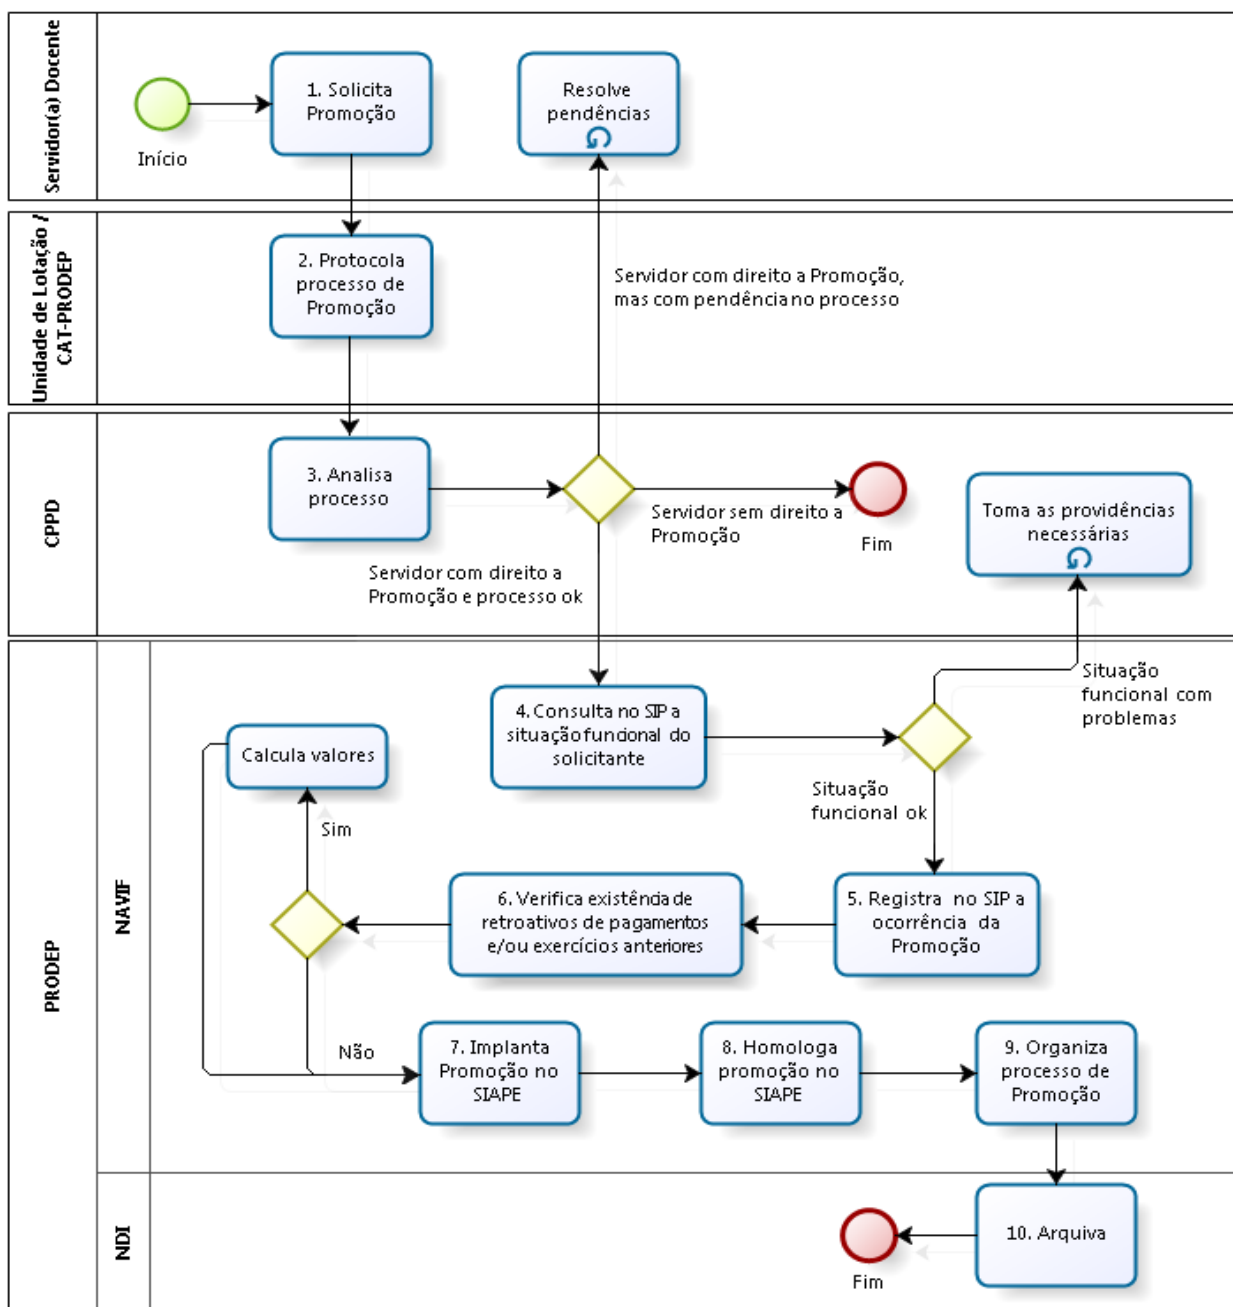 Servidor(a) Docente
Início
1. Solicita
Promoção
Resolve
pendências
Unidade de Lotação /
CAT-PRODEP
2. Protocola
processo de
Promoção
Servidor com direito a Promoção,
mas com pendência no processo
CPPD
3. Analisa
processo
Servidor sem direito a
Promoção
Fim
Toma as providências
necessárias
Servidor com direito a
Promoção e processo ok
PRODEP
NAVIF
4. Consulta no SIP a
situação funcional do
solicitante
Situação
funcional com
problemas
Situação
funcional ok
Calcula valores
Sim
6. Verifica existência de
retroativos de pagamentos
e/ou exercícios anteriores
5. Registra no SIP a
ocorrência da
Promoção
Não
7. Implanta
Promoção no
SIAPE
8. Homologa
promoção no
SIAPE
9. Organiza
processo de
Promoção
NDI
10. Arquiva
Fim